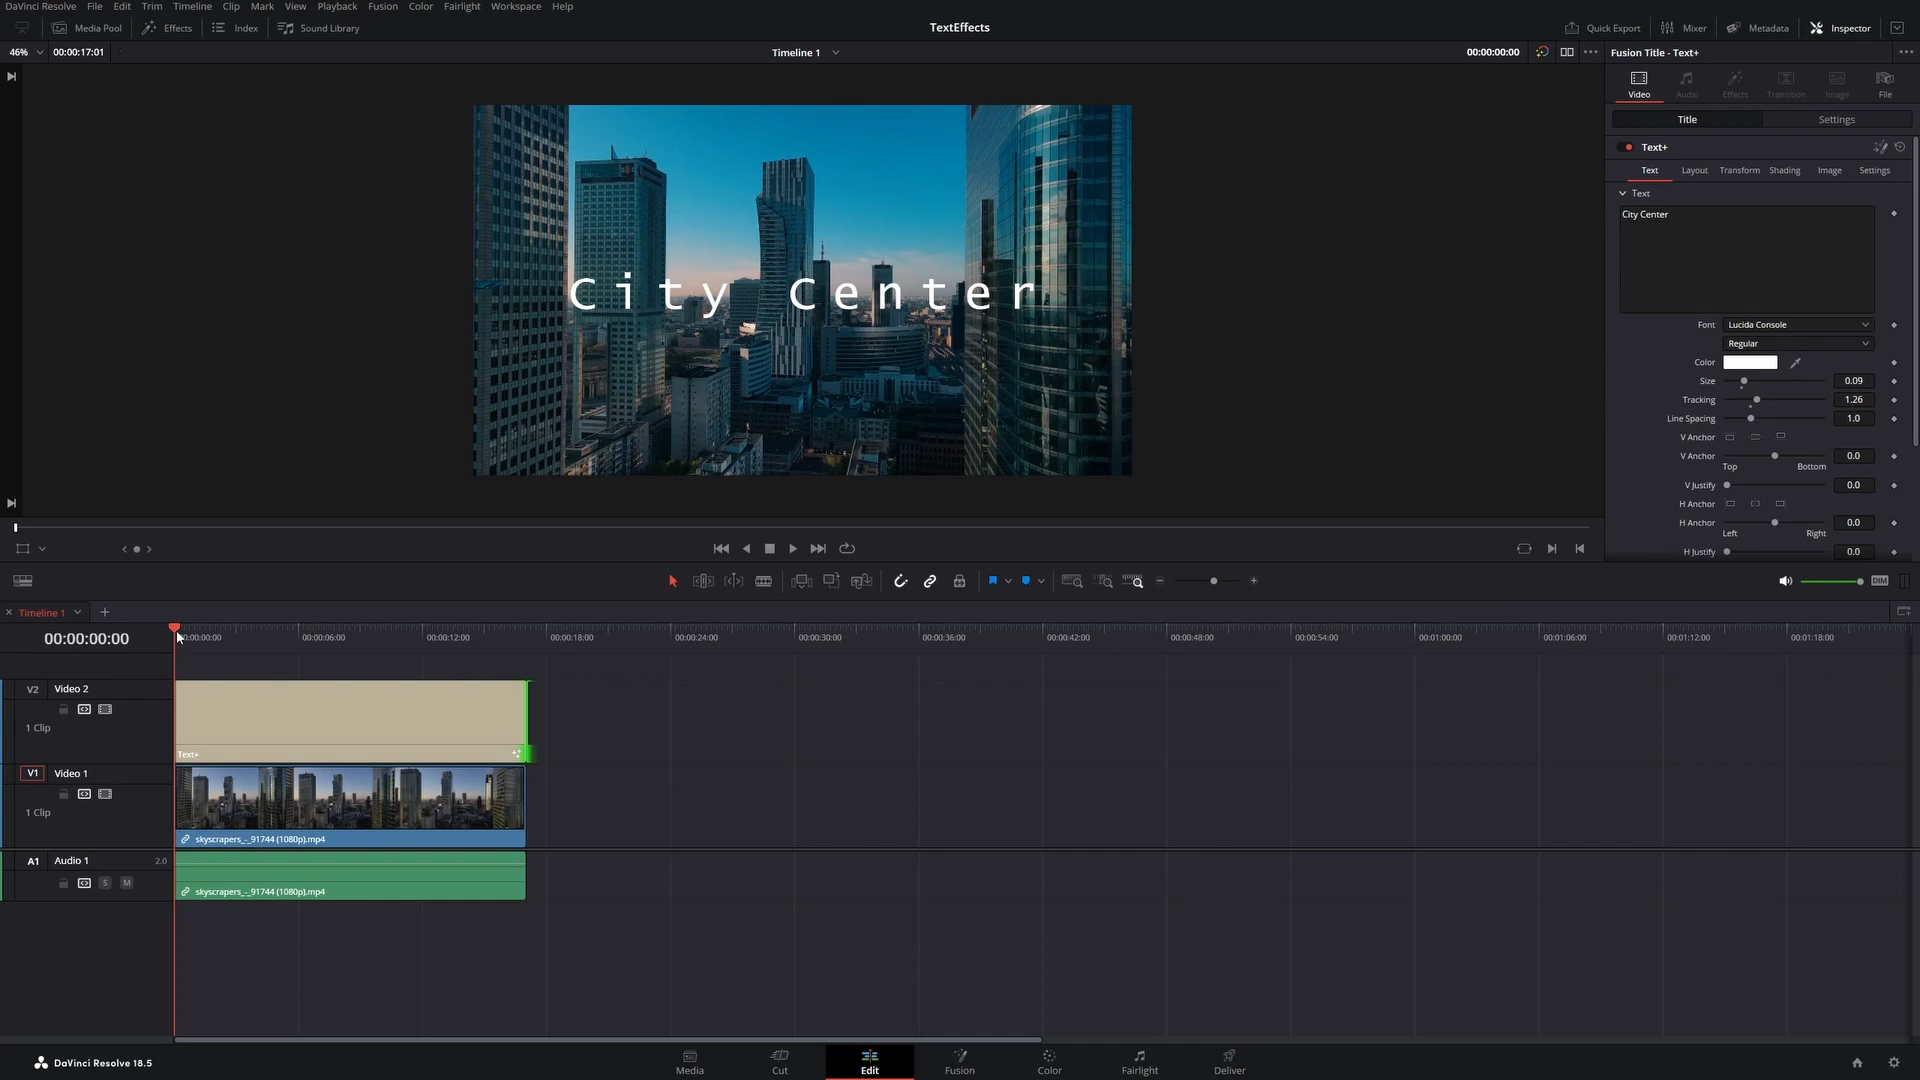 DaVinci Resolve File Edit Trim Timeline Clip Mark View Playback Fusion Color Fairlight Workspace Help
Media Pool Effects Index Sound Library TextEffects Quick Export Mixer Metadata Inspector
46% 00:00:17:01 Timeline 1 00:00:00:00 Fusion Title - Text+
Video Audio Effects Transition Image File
Title Settings
Text+
Text Layout Transform Shading Image Settings
Text
City Center
City Center
Font Lucida Console
Regular
Color
Size 0.09
Tracking 1.26
Line Spacing 1.0
V Anchor
V Anchor 0.0
Top Bottom
V Justify 0.0
H Anchor
H Anchor 0.0
Left Right
H Justify 0.0
DIM
Timeline 1
00:00:00:00 00:00:00:00 00:00:06:00 00:00:12:00 00:00:18:00 00:00:24:00 00:00:30:00 00:00:36:00 00:00:42:00 00:00:48:00 00:00:54:00 00:01:00:00 00:01:06:00 00:01:12:00 00:01:18:00
V2 Video 2
1 Clip
Text+
V1 Video 1
1 Clip
skyscrapers_-_91744 (1080p).mp4
A1 Audio 1 2.0
S M
skyscrapers_-_91744 (1080p).mp4
DaVinci Resolve 18.5 Media Cut Edit Fusion Color Fairlight Deliver